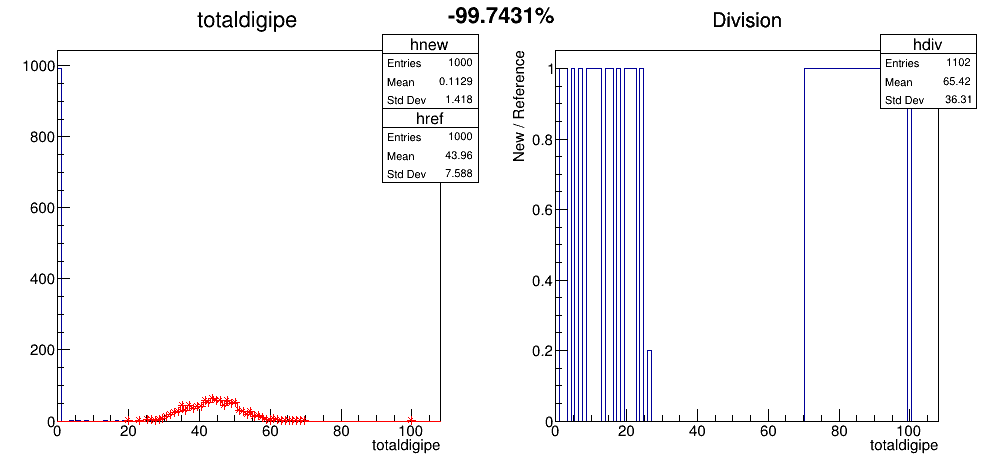 -99.7431%
totaldigipe
hnew
Entries 1000
Mean 0.1129
Std Dev 1.418
href
Entries 1000
Mean 43.96
Std Dev 7.588
1000
800
600
400
200
0
0 20 40 60 80 100
totaldigipe
Division
hdiv
Entries 1102
Mean 65.42
Std Dev 36.31
New / Reference
1
0.8
0.6
0.4
0.2
0
0 20 40 60 80 100
totaldigipe